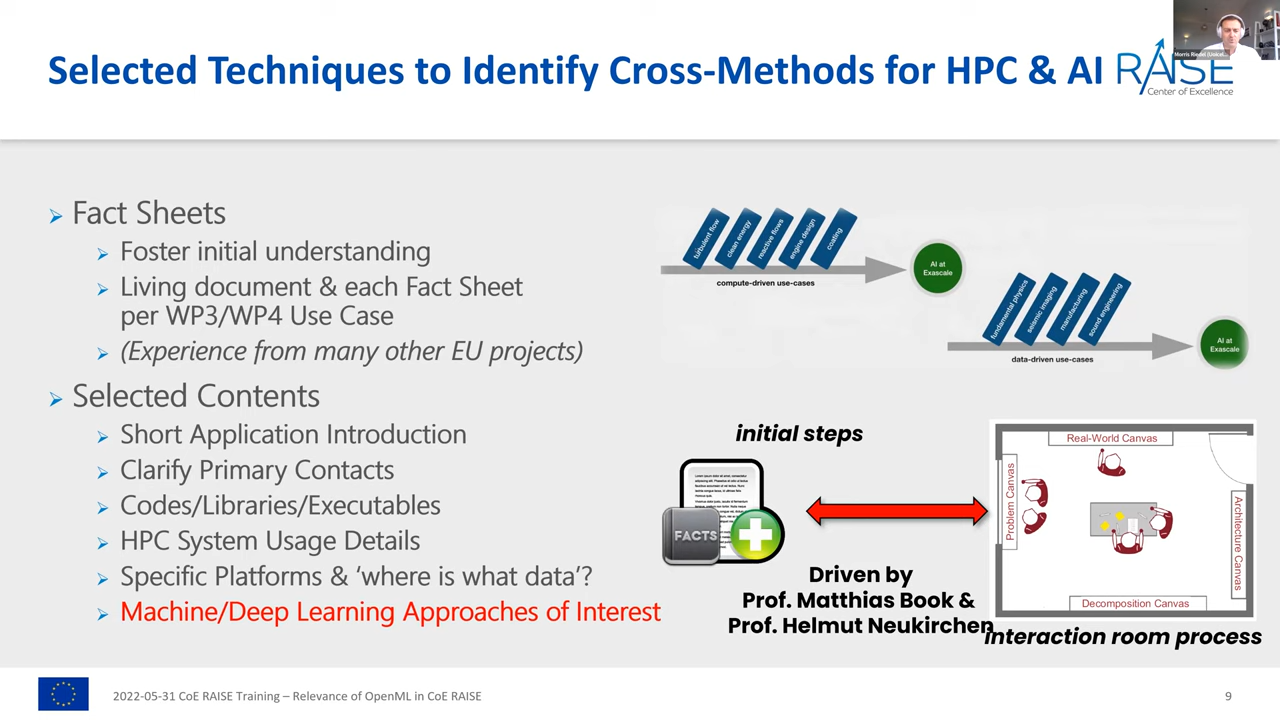 Selected Techniques to Identify Cross-Methods for HPC & AI
RAISE
Center of Excellence
Morris Riedel
Fact Sheets
Foster initial understanding
Living document & each Fact Sheet
per WP3/WP4 Use Case
(Experience from many other EU projects)
Selected Contents
Short Application Introduction
Clarify Primary Contacts
Codes/Libraries/Executables
HPC System Usage Details
Specific Platforms & ‘where is what data’?
Machine/Deep Learning Approaches of Interest
turbulent flow
clean energy
reactive flows
engine design
coating
compute-driven use-cases
AI at
Exascale
fundamental physics
seismic imaging
manufacturing
sound engineering
data-driven use-cases
AI at
Exascale
initial steps
FACTS
Driven by
Prof. Matthias Book &
Prof. Helmut Neukirchen
Real-World Canvas
Problem Canvas
Architecture Canvas
Decomposition Canvas
interaction room process
2022-05-31 CoE RAISE Training – Relevance of OpenML in CoE RAISE
9